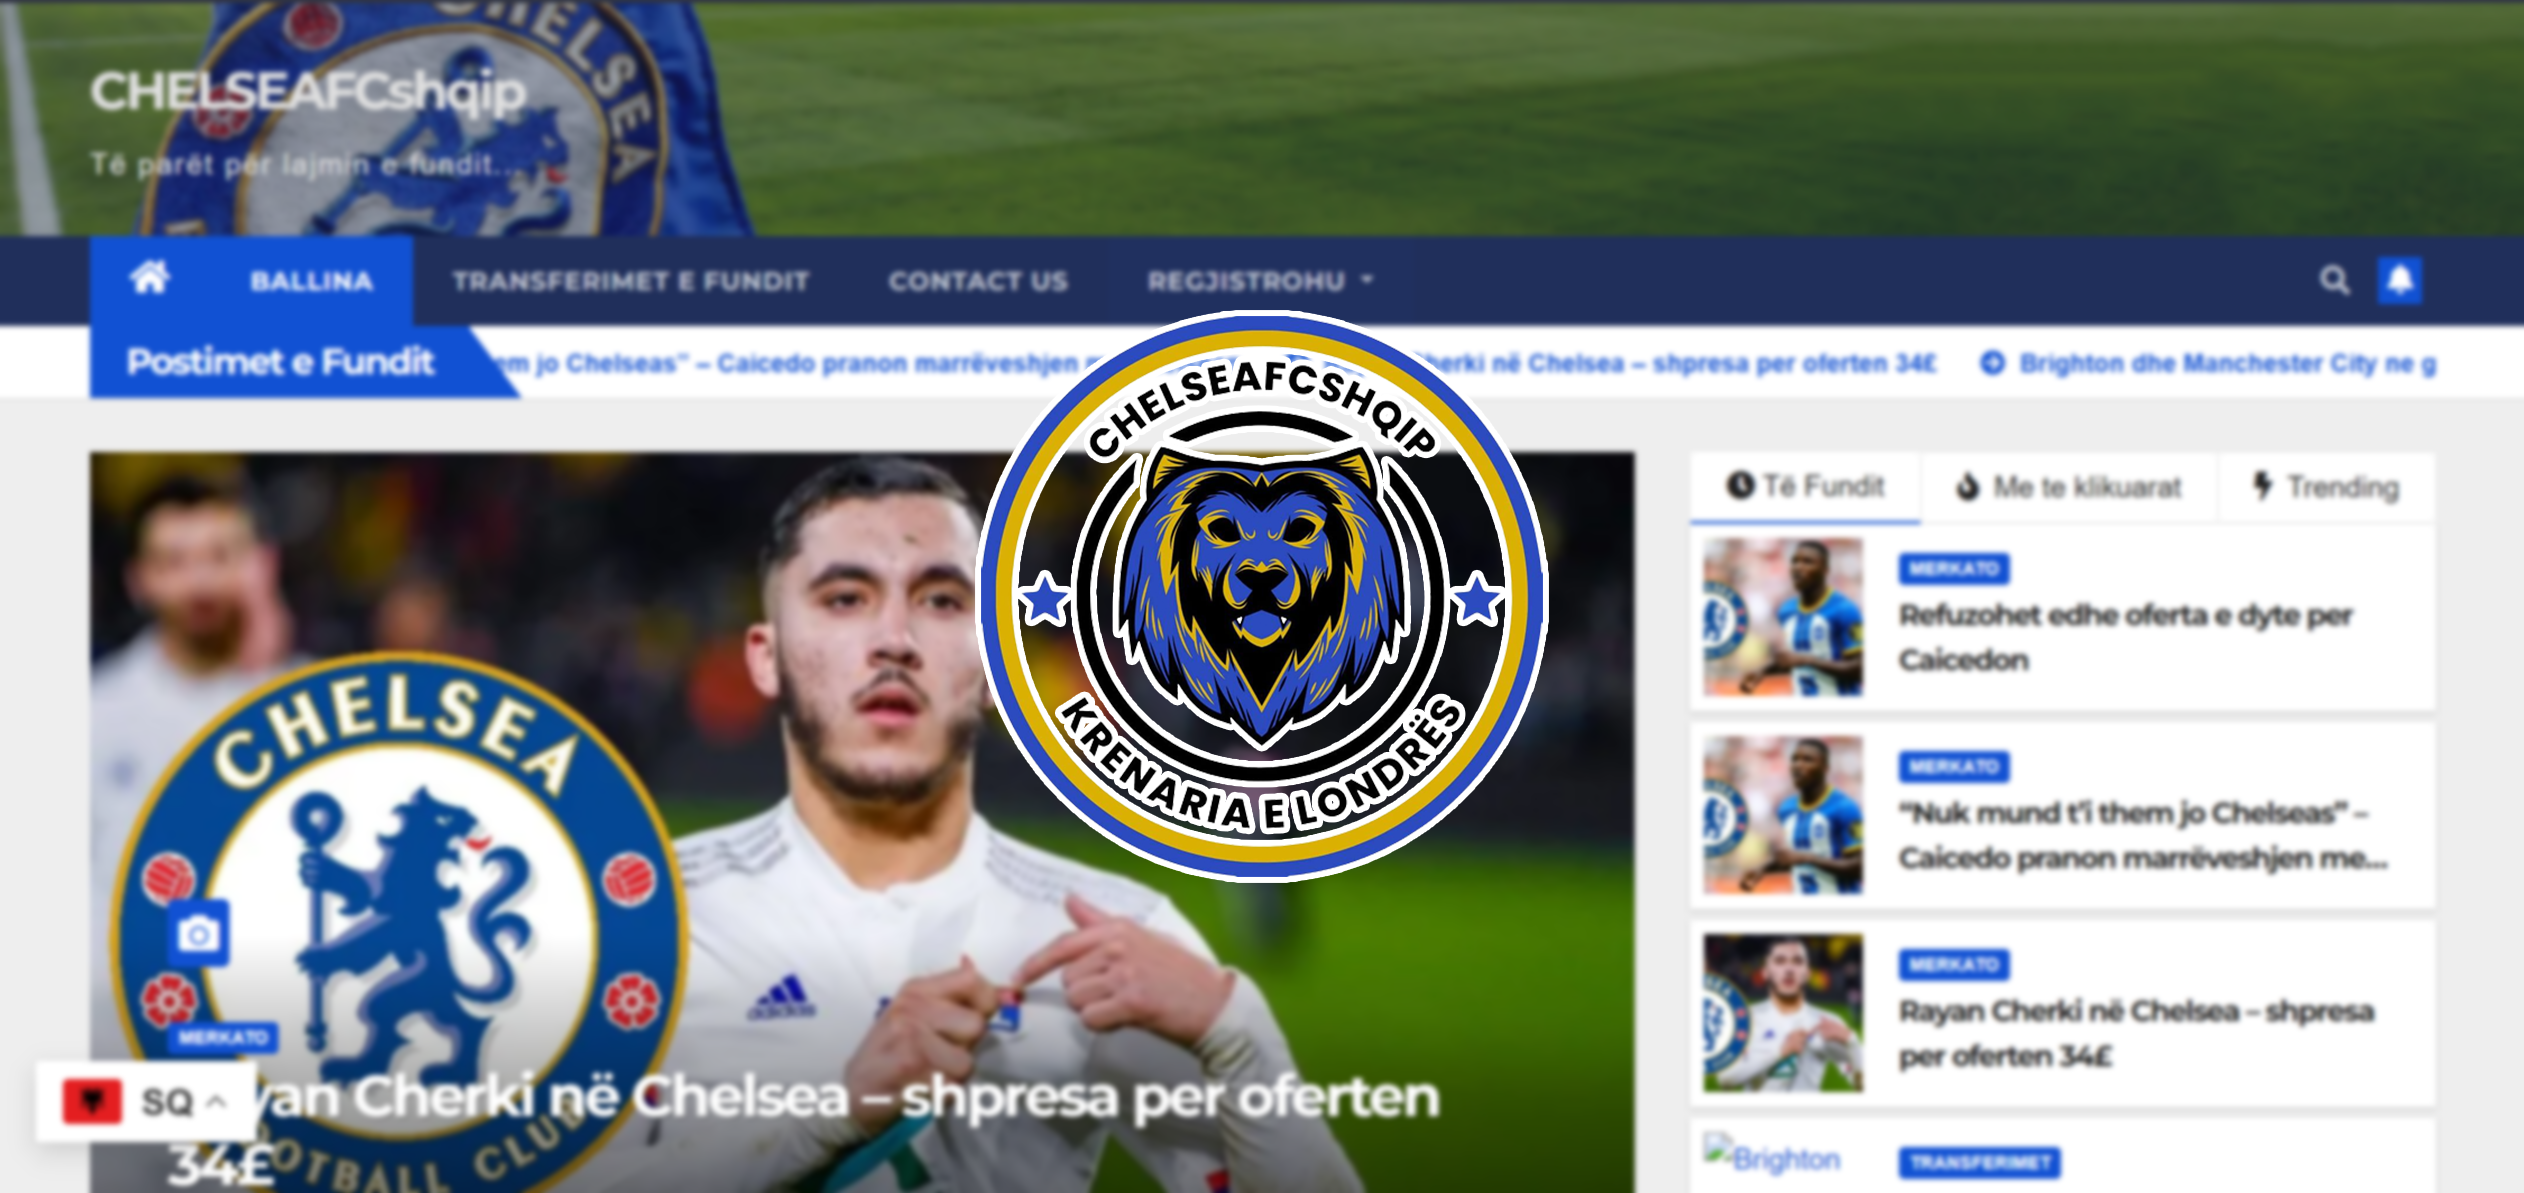 CHELSEA
CHELSEAFCshqip
Të parët për lajmin e fundit...
BALLINA
TRANSFERIMET E FUNDIT
CONTACT US
REGJISTROHU
Postimet e Fundit
em jo Chelseas” – Caicedo pranon marrëveshjen
herki në Chelsea – shpresa per oferten 34£
Brighton dhe Manchester City ne g
CHELSEAFCSHQIP
KRENARIA E LONDRËS
CHELSEA
FOOTBALL CLUB
adidas
MERKATO
yan Cherki në Chelsea – shpresa per oferten
34£
SQ
Të Fundit
Me te klikuarat
Trending
MERKATO
Refuzohet edhe oferta e dyte per
Caicedon
MERKATO
“Nuk mund t’i them jo Chelseas” –
Caicedo pranon marrëveshjen me...
MERKATO
Rayan Cherki në Chelsea – shpresa
per oferten 34£
Brighton
TRANSFERIMET